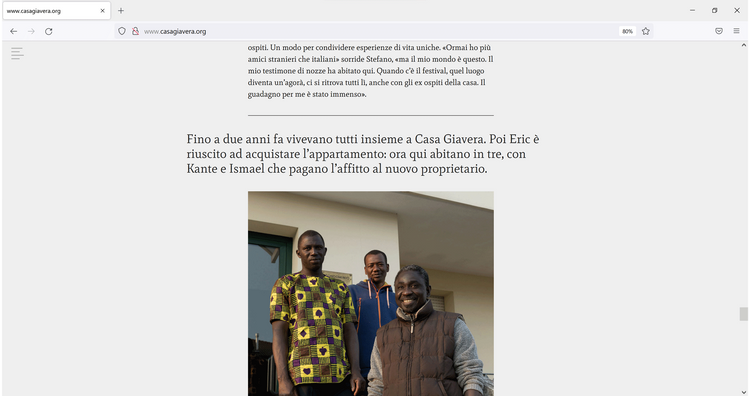 www.casagiavera.org
www.casagiavera.org
80%
ospiti. Un modo per condividere esperienze di vita uniche. «Ormai ho più
amici stranieri che italiani» sorride Stefano, «ma il mio mondo è questo. Il
mio testimone di nozze ha abitato qui. Quando c’è il festival, quel luogo
diventa un’agorà, ci si ritrova tutti lì, anche con gli ex ospiti della casa. Il
guadagno per me è stato immenso».
Fino a due anni fa vivevano tutti insieme a Casa Giavera. Poi Eric è
riuscito ad acquistare l’appartamento: ora qui abitano in tre, con
Kante e Ismael che pagano l’affitto al nuovo proprietario.